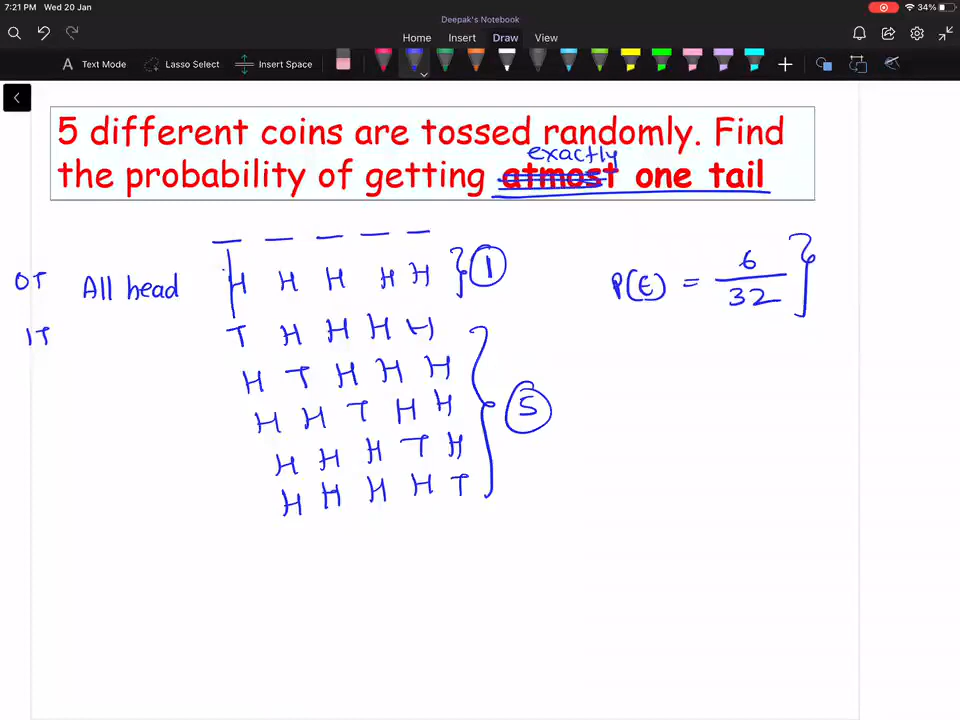 7:21 PM Wed 20 Jan
34%
Deepak's Notebook
Home Insert Draw View
Text Mode Lasso Select Insert Space
5 different coins are tossed randomly. Find
exactly
the probability of getting atmost one tail
0T All head H H H H H } 1
P(E) = 6/32
1T T H H H H
H T H H H
H H T H H
5
H H H T H
H H H H T